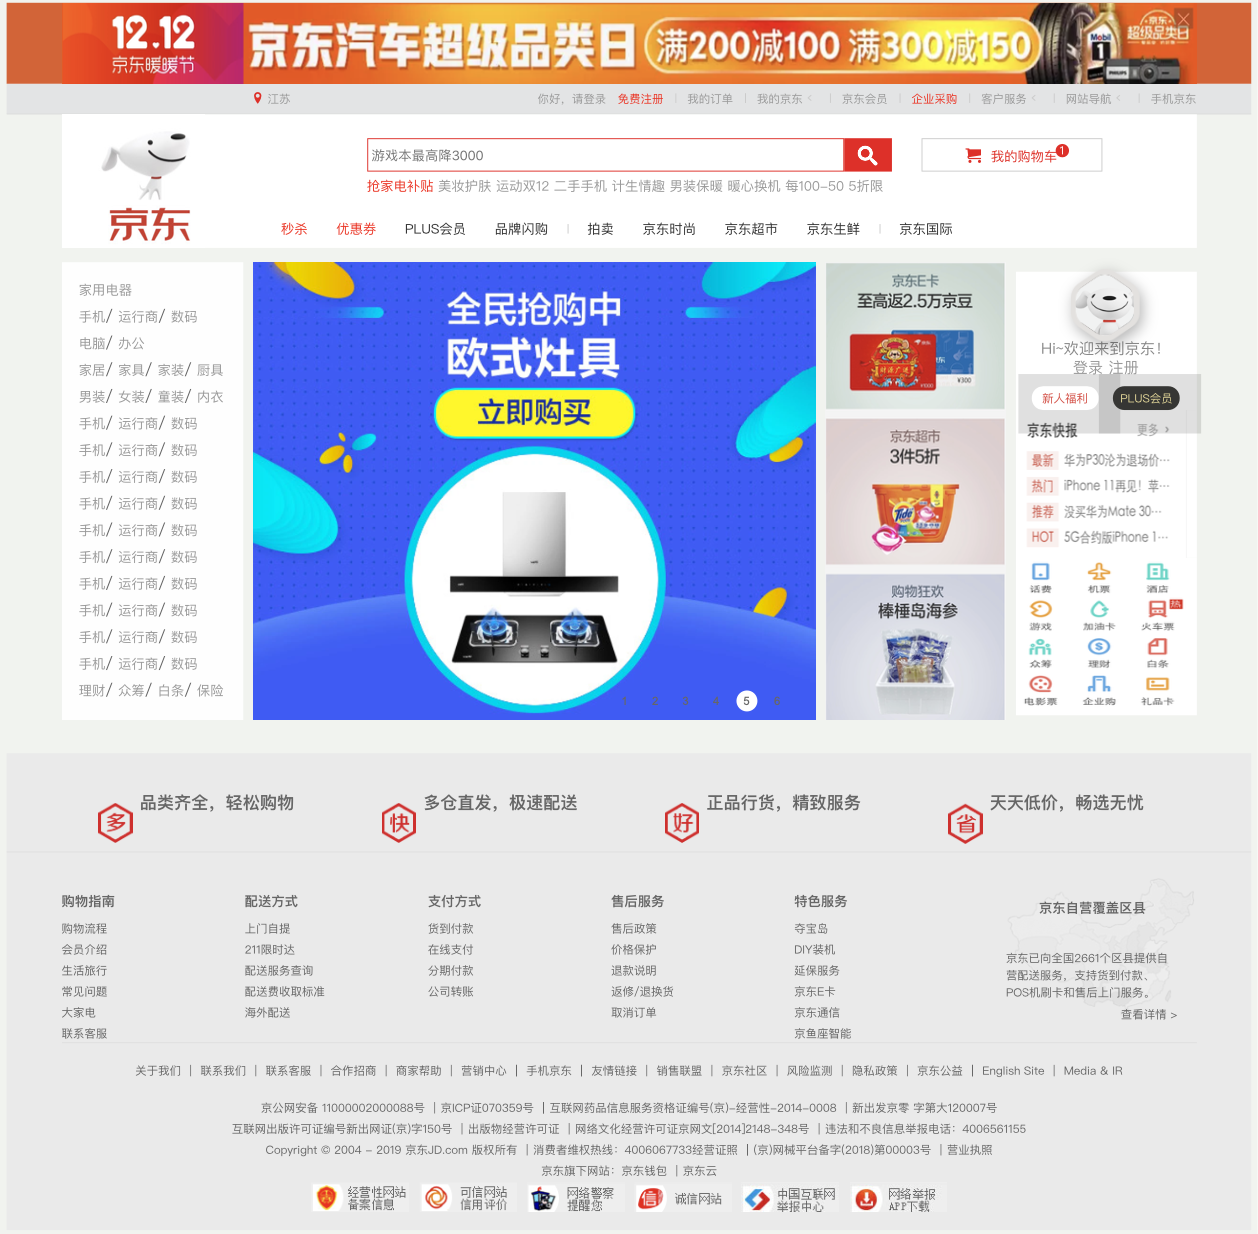 12.12
京东暖暖节
京东汽车超级品类日
满200减100 满300减150
Mobil
1
PHILIPS
京东
超级品类日
江苏
你好，请登录 免费注册 我的订单 我的京东 京东会员 企业采购 客户服务 网站导航 手机京东
京东
游戏本最高降3000
我的购物车 1
抢家电补贴 美妆护肤 运动双12 二手手机 计生情趣 男装保暖 暖心换机 每100-50 5折限
秒杀 优惠券 PLUS会员 品牌闪购 拍卖 京东时尚 京东超市 京东生鲜 京东国际
家用电器
手机/ 运行商/ 数码
电脑/ 办公
家居/ 家具/ 家装/ 厨具
男装/ 女装/ 童装/ 内衣
手机/ 运行商/ 数码
手机/ 运行商/ 数码
手机/ 运行商/ 数码
手机/ 运行商/ 数码
手机/ 运行商/ 数码
手机/ 运行商/ 数码
手机/ 运行商/ 数码
手机/ 运行商/ 数码
手机/ 运行商/ 数码
手机/ 运行商/ 数码
理财/ 众筹/ 白条/ 保险
全民抢购中
欧式灶具
立即购买
1 2 3 4 5 6
京东E卡
至高返2.5万京豆
¥300
京东超市
3件5折
Tide
购物狂欢
棒棰岛海参
Hi~欢迎来到京东！
登录 注册
新人福利 PLUS会员
京东快报 更多 ›
最新 华为P30沦为退场价…
热门 iPhone 11再见！苹…
推荐 没买华为Mate 30…
HOT 5G合约版iPhone 1…
话费 机票 酒店
热
游戏 加油卡 火车票
众筹 理财 白条
电影票 企业购 礼品卡
多 品类齐全，轻松购物
快 多仓直发，极速配送
好 正品行货，精致服务
省 天天低价，畅选无忧
购物指南
购物流程
会员介绍
生活旅行
常见问题
大家电
联系客服
配送方式
上门自提
211限时达
配送服务查询
配送费收取标准
海外配送
支付方式
货到付款
在线支付
分期付款
公司转账
售后服务
售后政策
价格保护
退款说明
返修/退换货
取消订单
特色服务
夺宝岛
DIY装机
延保服务
京东E卡
京东通信
京鱼座智能
京东自营覆盖区县
京东已向全国2661个区县提供自
营配送服务，支持货到付款、
POS机刷卡和售后上门服务。
查看详情 >
关于我们 | 联系我们 | 联系客服 | 合作招商 | 商家帮助 | 营销中心 | 手机京东 | 友情链接 | 销售联盟 | 京东社区 | 风险监测 | 隐私政策 | 京东公益 | English Site | Media & IR
京公网安备 11000002000088号 | 京ICP证070359号 | 互联网药品信息服务资格证编号(京)-经营性-2014-0008 | 新出发京零 字第大120007号
互联网出版许可证编号新出网证(京)字150号 | 出版物经营许可证 | 网络文化经营许可证京网文[2014]2148-348号 | 违法和不良信息举报电话：4006561155
Copyright © 2004 - 2019 京东JD.com 版权所有 | 消费者维权热线：4006067733经营证照 | (京)网械平台备字(2018)第00003号 | 营业执照
京东旗下网站：京东钱包 | 京东云
经营性网站
备案信息
可信网站
信用评价
网络警察
提醒您
信
诚信网站
中国互联网
举报中心
网络举报
APP下载